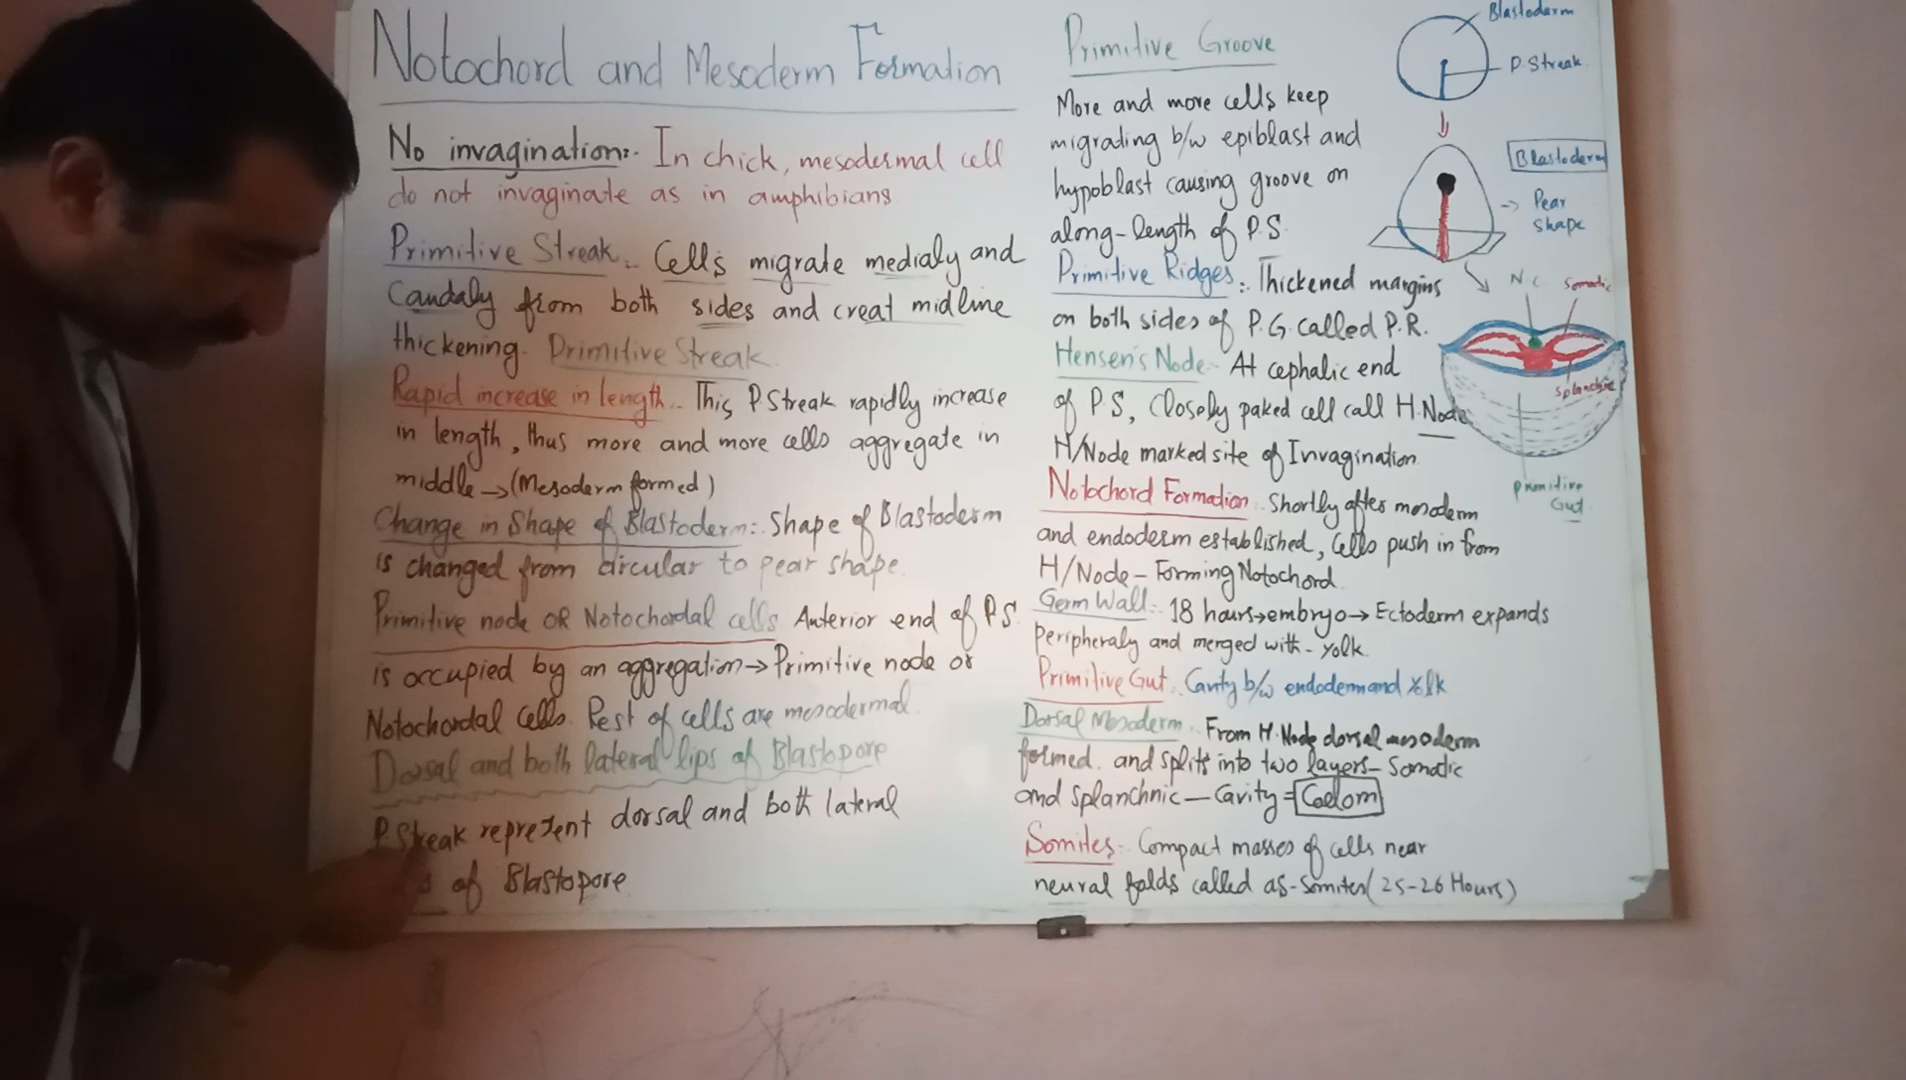 Notochord and Mesoderm Formation
No invagination:- In chick, mesodermal cell
do not invaginate as in amphibians
Primitive Streak:- Cells migrate medialy and
Caudaly from both sides and creat midline
thickening. Primitive Streak
Rapid increase in length:- This P.Streak rapidly increase
in length, thus more and more cells aggregate in
middle → (Mesoderm formed)
Change in Shape of Blastoderm:- Shape of Blastoderm
is changed from circular to pear shape.
Primitive node OR Notochordal cells Anterior end of P.S
is occupied by an aggregation → Primitive node or
Notochordal Cells. Rest of cells are mesodermal.
Dorsal and both lateral lips of Blastopore
P.Streak represent dorsal and both lateral
of Blastopore
Primitive Groove
More and more cells keep
migrating b/w epiblast and
hypoblast causing groove on
along-length of P.S.
Primitive Ridges:- Thickened margins
on both sides of P.G. called P.R.
Hensen's Node:- At cephalic end
of P.S, Closely paked cell call H.Node
H/Node marked site of Invagination
Notochord Formation:- Shortly after mesoderm
and endoderm established, Cells push in from
H/Node - Forming Notochord.
Germ Wall:- 18 hours → embryo → Ectoderm expands
Peripheraly and merged with - yolk.
Primitive Gut:- Cavity b/w endoderm and Yolk
Dorsal Mesoderm:- From H.Node dorsal mesoderm
formed. and splits into two layers - Somatic
and Splanchnic - Cavity = Coelom
Somites:- Compact masses of cells near
neural folds called as - Somites (25-26 Hours)
Blastoderm
P.Streak
Blastoderm
→ Pear
shape
N.C
Somatic
Splanchnic
Primitive
Gut